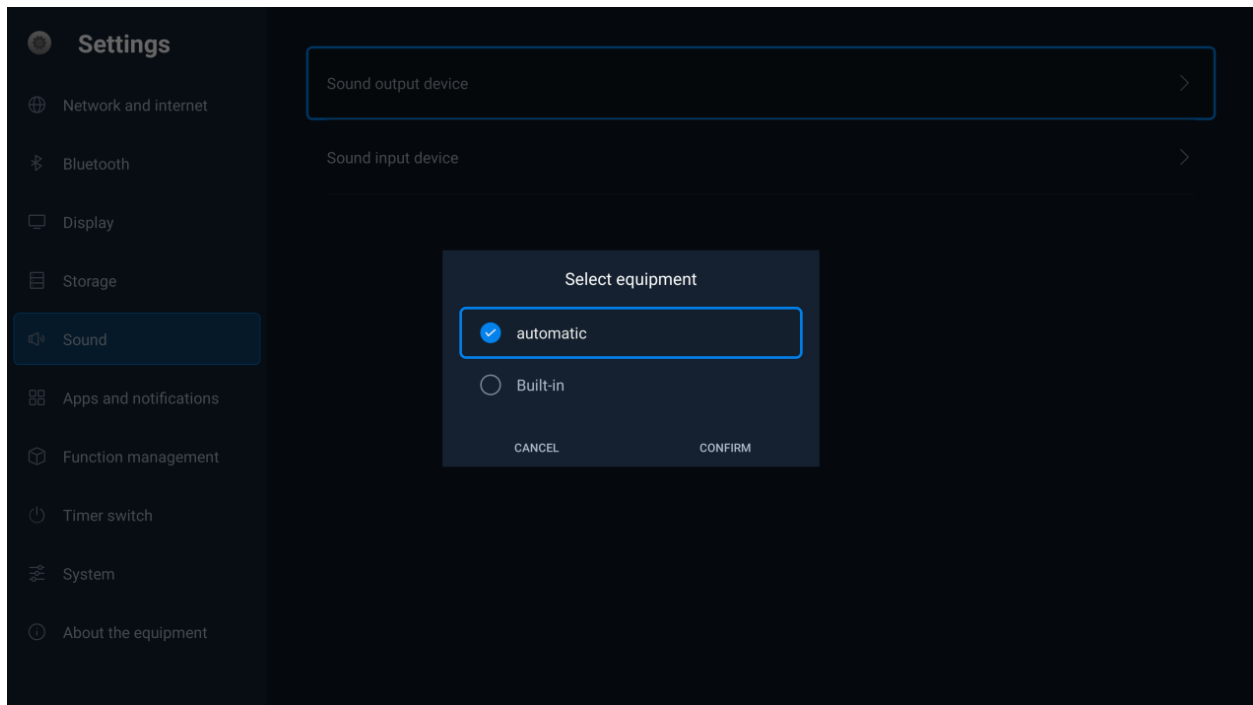 Settings
Network and internet
Bluetooth
Display
Storage
Sound
Apps and notifications
Function management
Timer switch
System
About the equipment
Sound output device
Sound input device
Select equipment
automatic
Built-in
CANCEL CONFIRM